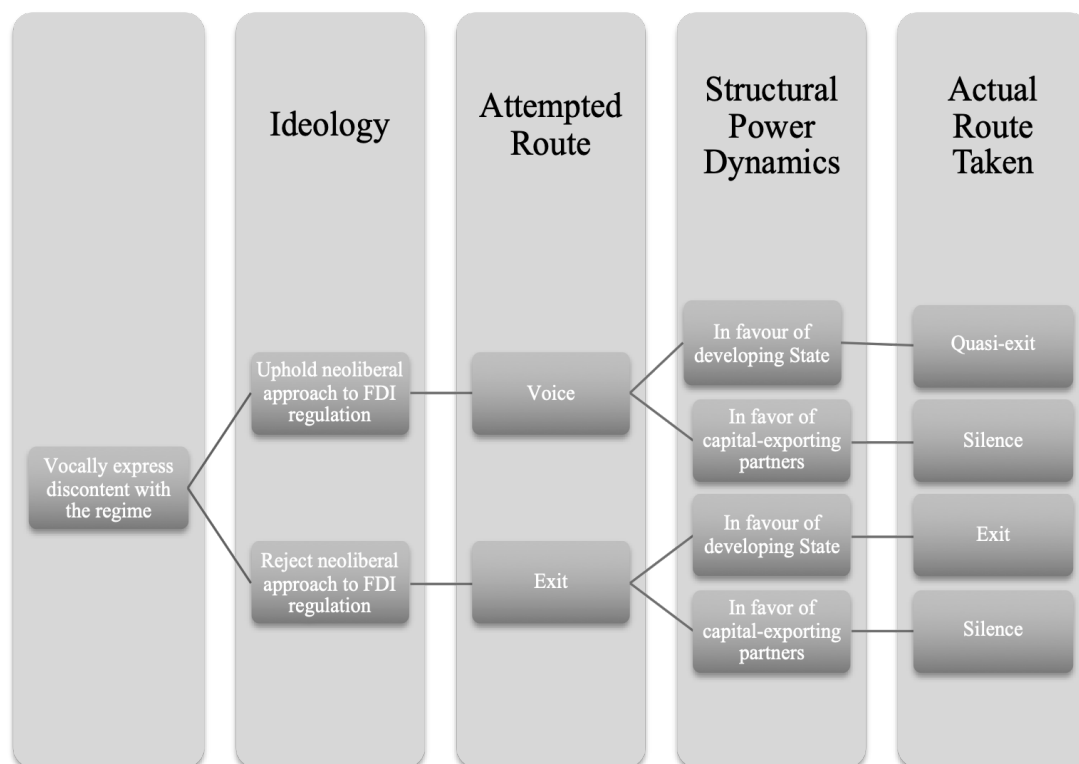 Ideology
Attempted
Route
Structural
Power
Dynamics
Actual
Route
Taken
Vocally express
discontent with
the regime
Uphold neoliberal
approach to FDI
regulation
Voice
In favour of
developing State
Quasi-exit
In favor of
capital-exporting
partners
Silence
Reject neoliberal
approach to FDI
regulation
Exit
In favour of
developing State
Exit
In favor of
capital-exporting
partners
Silence